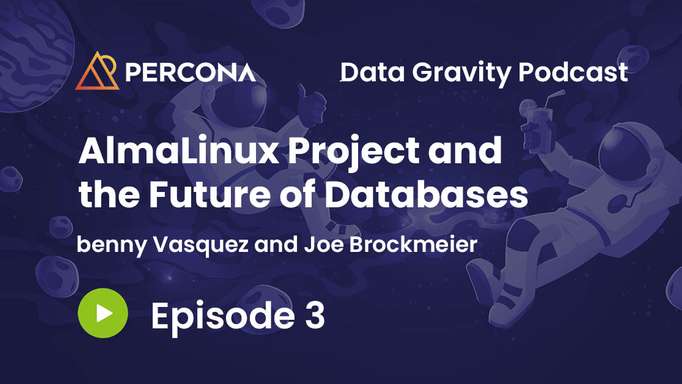 PERCONA
Data Gravity Podcast
AlmaLinux Project and
the Future of Databases
benny Vasquez and Joe Brockmeier
Episode 3